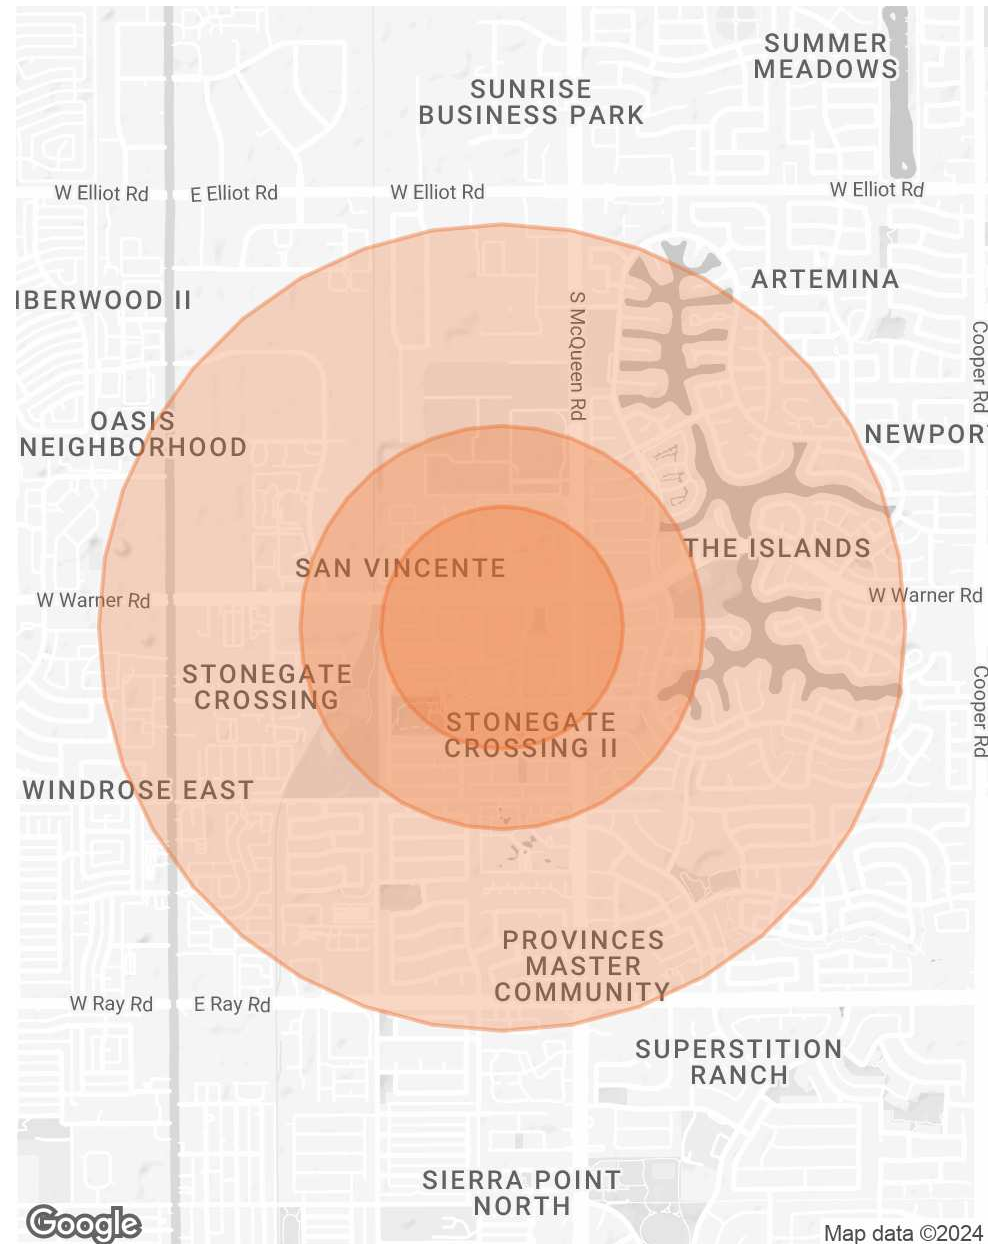 SUMMER
MEADOWS
SUNRISE
BUSINESS PARK
W Elliot Rd
E Elliot Rd
W Elliot Rd
W Elliot Rd
ARTEMINA
IBERWOOD II
S McQueen Rd
Cooper Rd
OASIS
NEIGHBORHOOD
NEWPOR
THE ISLANDS
SAN VINCENTE
W Warner Rd
W Warner Rd
STONEGATE
CROSSING
Cooper Rd
STONEGATE
CROSSING II
WINDROSE EAST
PROVINCES
MASTER
COMMUNITY
W Ray Rd
E Ray Rd
SUPERSTITION
RANCH
SIERRA POINT
NORTH
Google
Map data ©2024